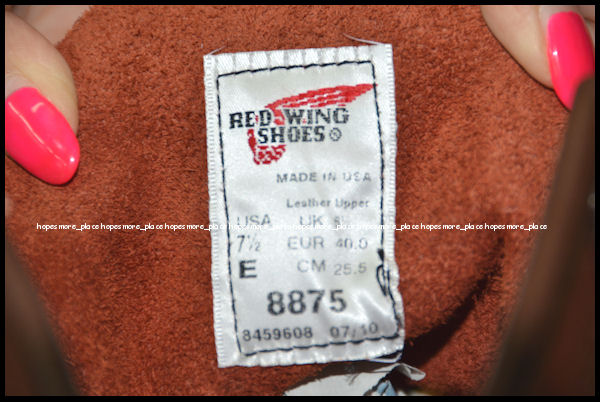 RED WING
SHOES ®
MADE IN USA
Leather Upper
USA UK
hopes more_place hopes more_place hopes more_place hopes more_place hopes more_place hopes more_place hopes more_place hopes more_place
7½ EUR 40.0
E CM 25.5
8875
8459608 07/10